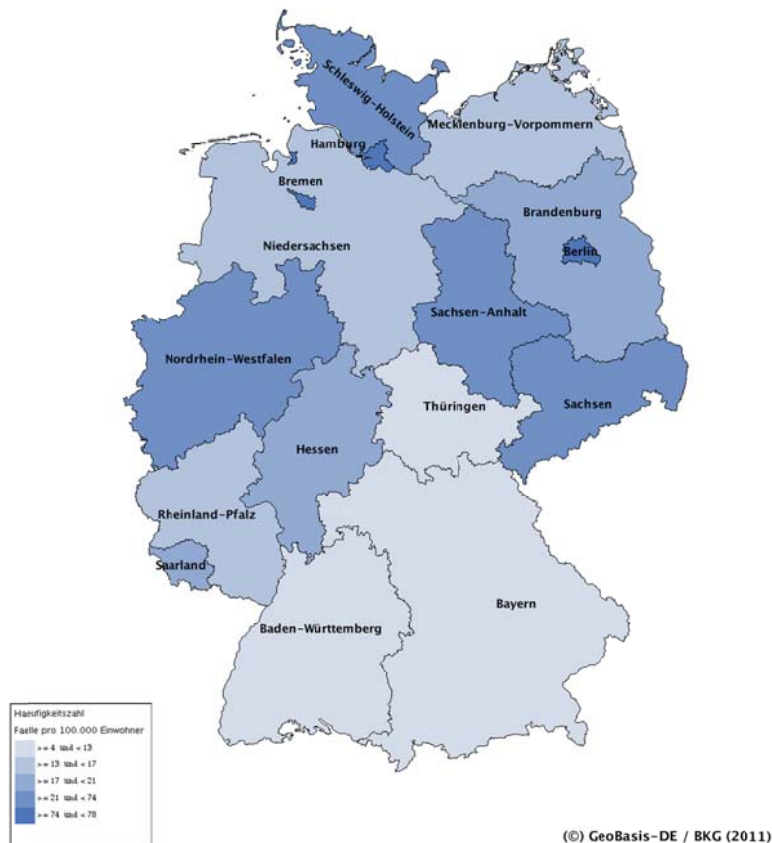 Schleswig-Holstein
Mecklenburg-Vorpommern
Hamburg
Bremen
Brandenburg
Niedersachsen
Berlin
Sachsen-Anhalt
Nordrhein-Westfalen
Thüringen
Sachsen
Hessen
Rheinland-Pfalz
Saarland
Bayern
Baden-Württemberg
Haeufigkeitszahl
Faelle pro 100.000 Einwohner
>= 4 und < 13
>= 13 und < 17
>= 17 und < 21
>= 21 und < 74
>= 74 und < 78
(©) GeoBasis-DE / BKG (2011)